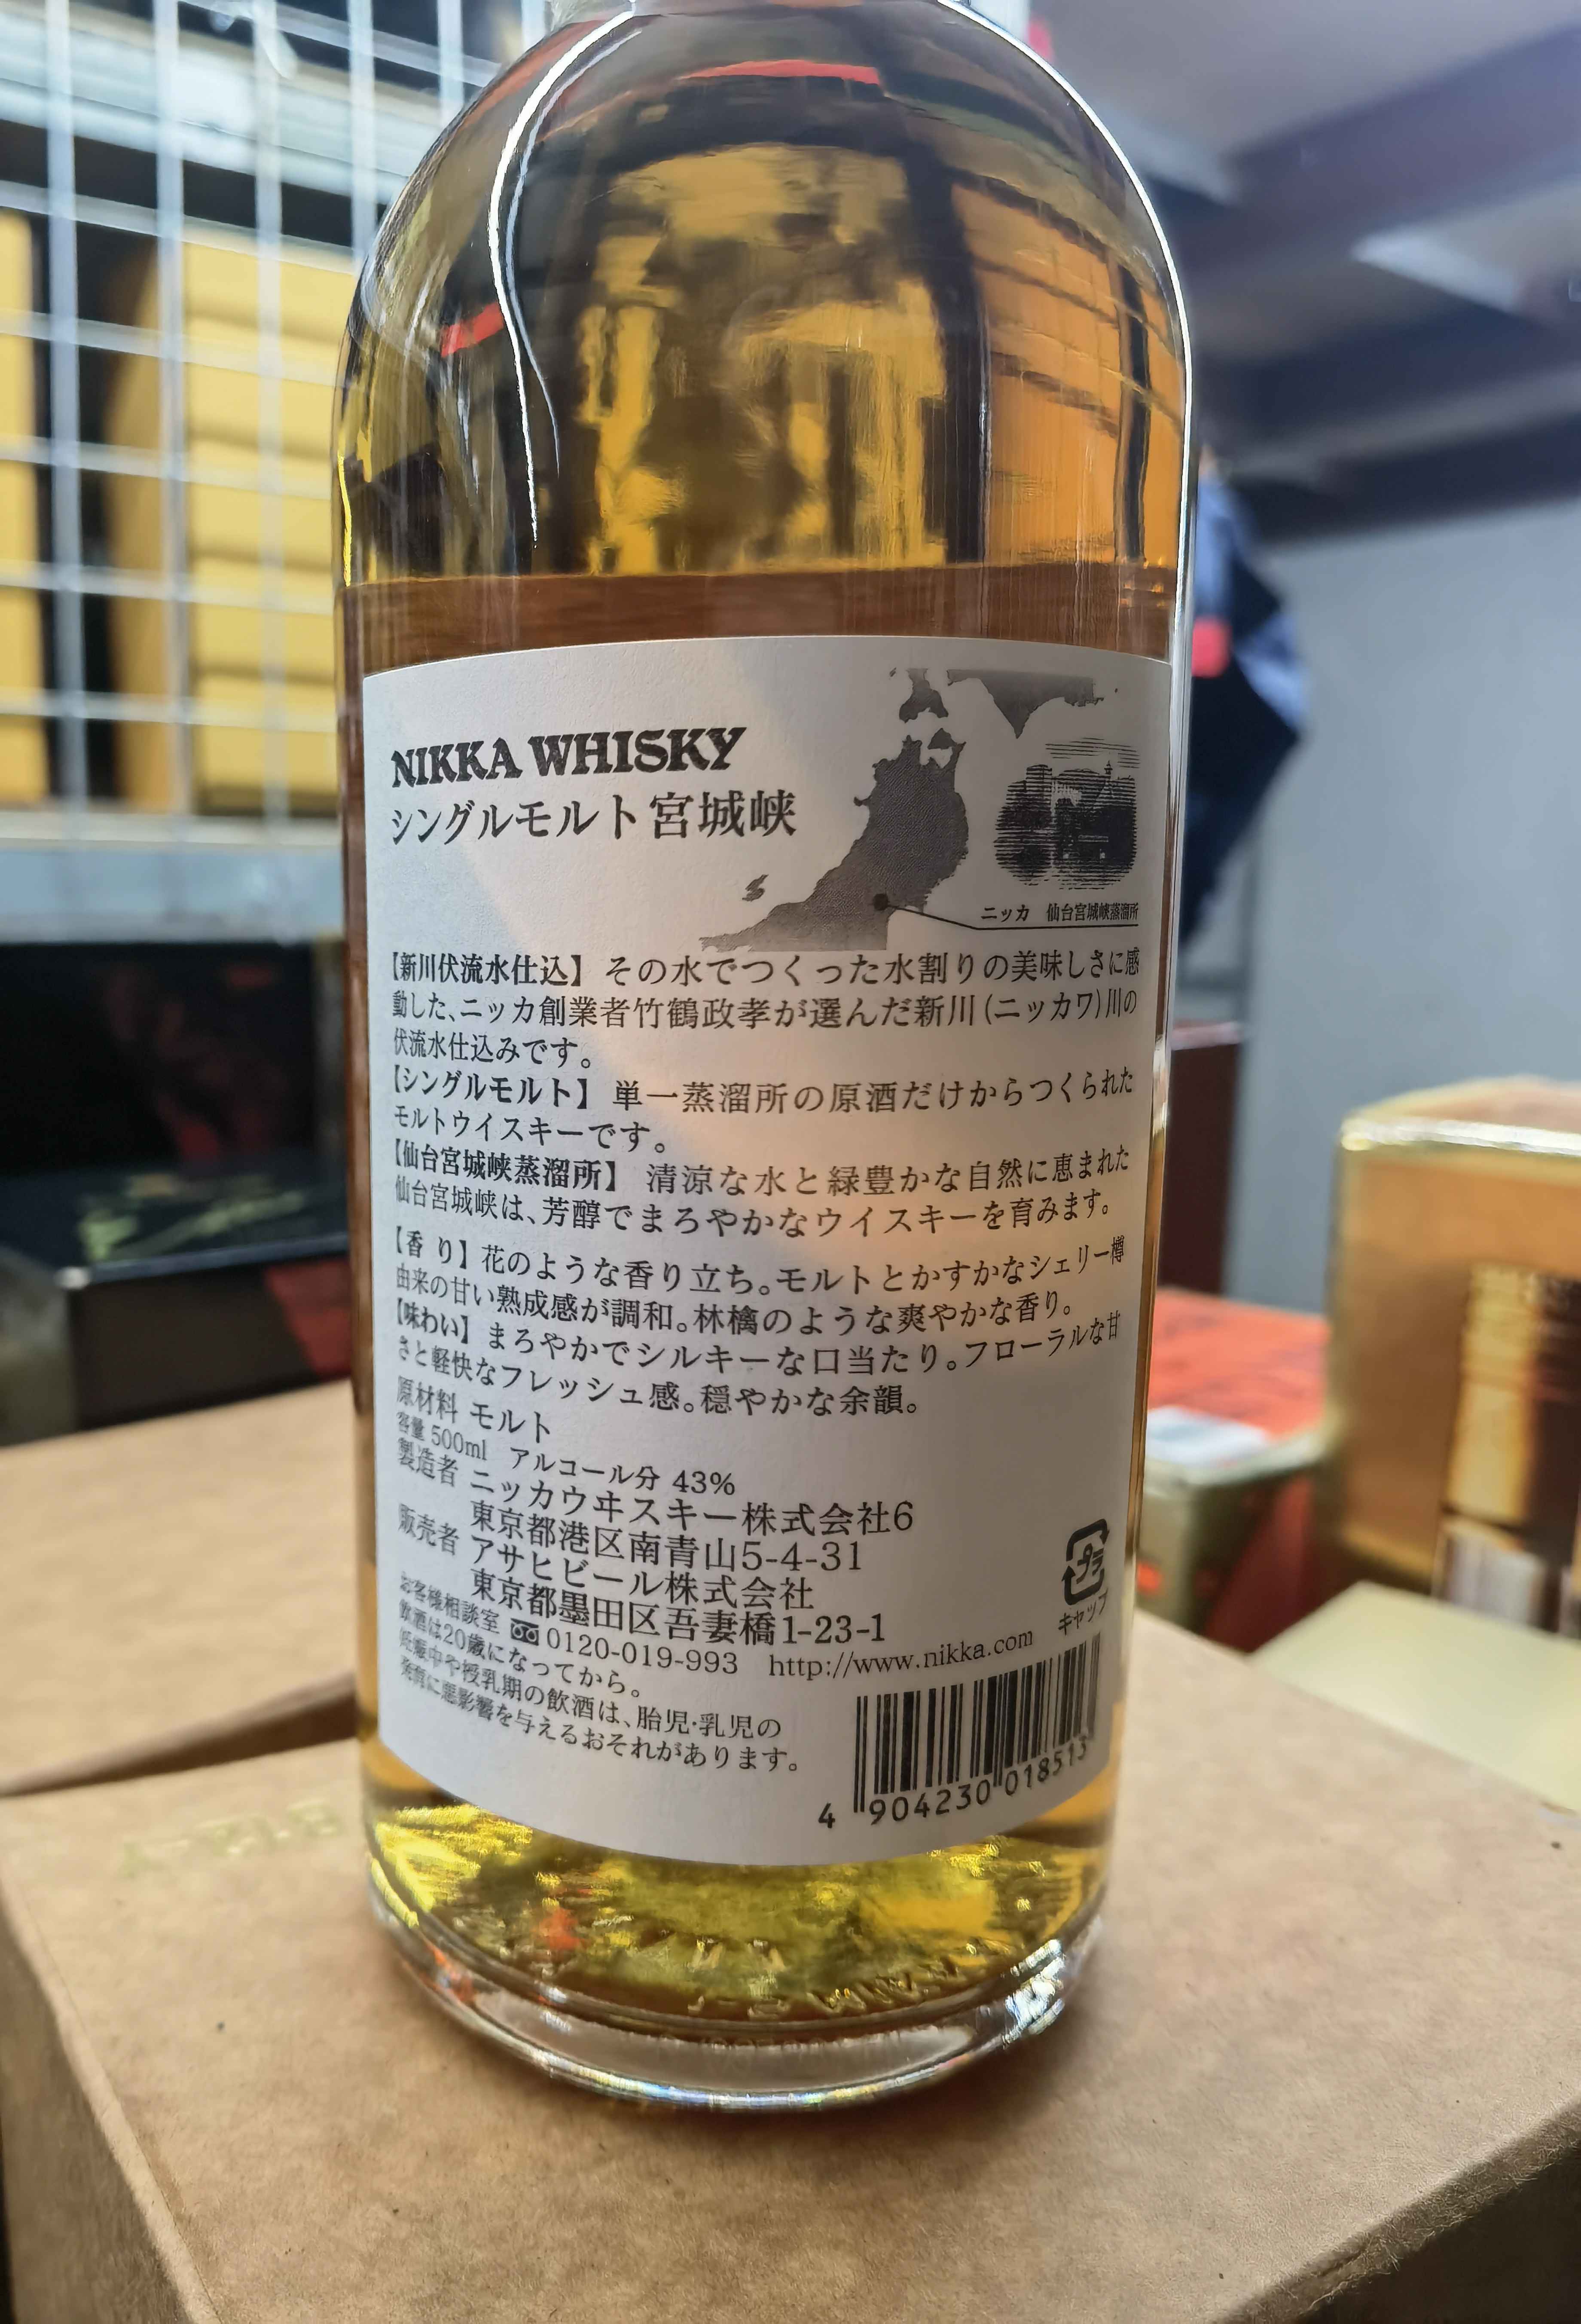 NIKKA WHISKY
シングルモルト宮城峡
ニッカ 仙台宮城峡蒸溜所
【新川伏流水仕込】その水でつくった水割りの美味しさに感
動した、ニッカ創業者竹鶴政孝が選んだ新川(ニッカワ)川の
伏流水仕込みです。
【シングルモルト】単一蒸溜所の原酒だけからつくられた
モルトウイスキーです。
【仙台宮城峡蒸溜所】清涼な水と緑豊かな自然に恵まれた
仙台宮城峡は、芳醇でまろやかなウイスキーを育みます。
【香り】花のような香り立ち。モルトとかすかなシェリー樽
由来の甘い熟成感が調和。林檎のような爽やかな香り。
【味わい】まろやかでシルキーな口当たり。フローラルな甘
さと軽快なフレッシュ感。穏やかな余韻。
原材料 モルト
容量 500ml アルコール分 43%
製造者 ニッカウヰスキー株式会社6
東京都港区南青山5-4-31
販売者 アサヒビール株式会社
東京都墨田区吾妻橋1-23-1
お客様相談室 0120-019-993 http://www.nikka.com
飲酒は20歳になってから。
妊娠中や授乳期の飲酒は、胎児・乳児の
発育に悪影響を与えるおそれがあります。
プラ
キャップ
4 904230 018513